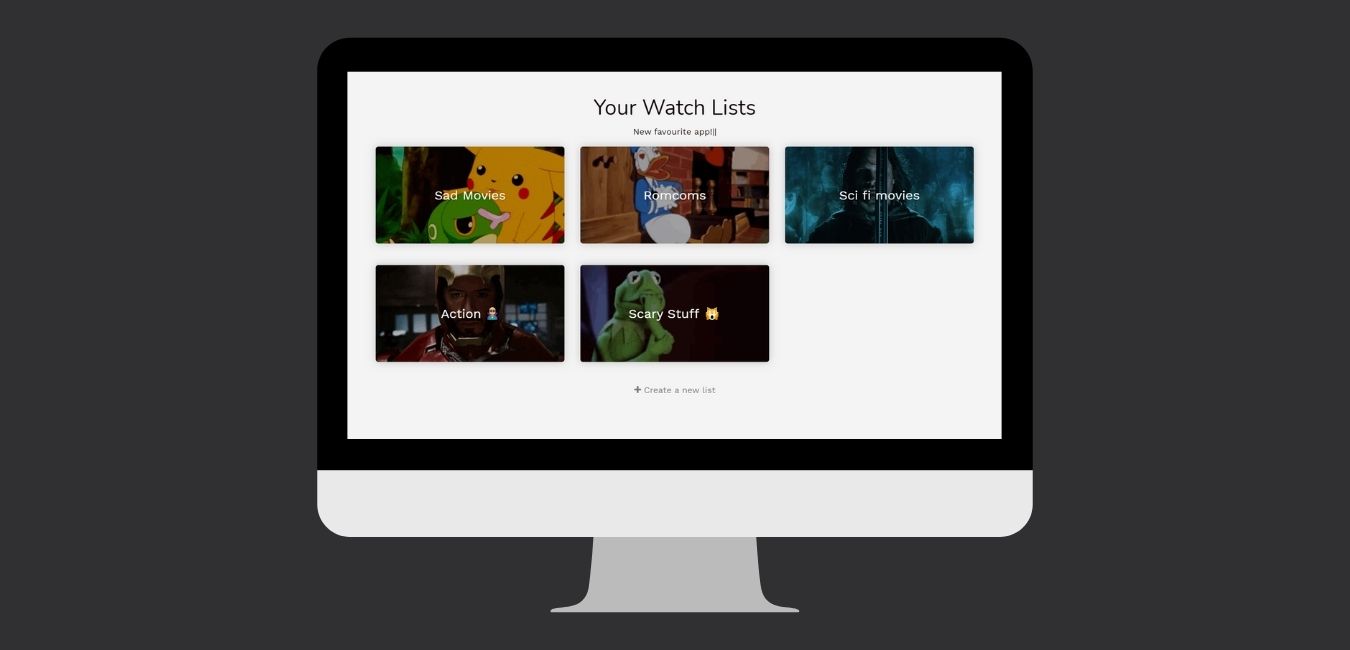 Your Watch Lists
New favourite app!||
Sad Movies
Romcoms
Sci fi movies
Action 🦸🏼‍♂️
Scary Stuff 🙀
+ Create a new list